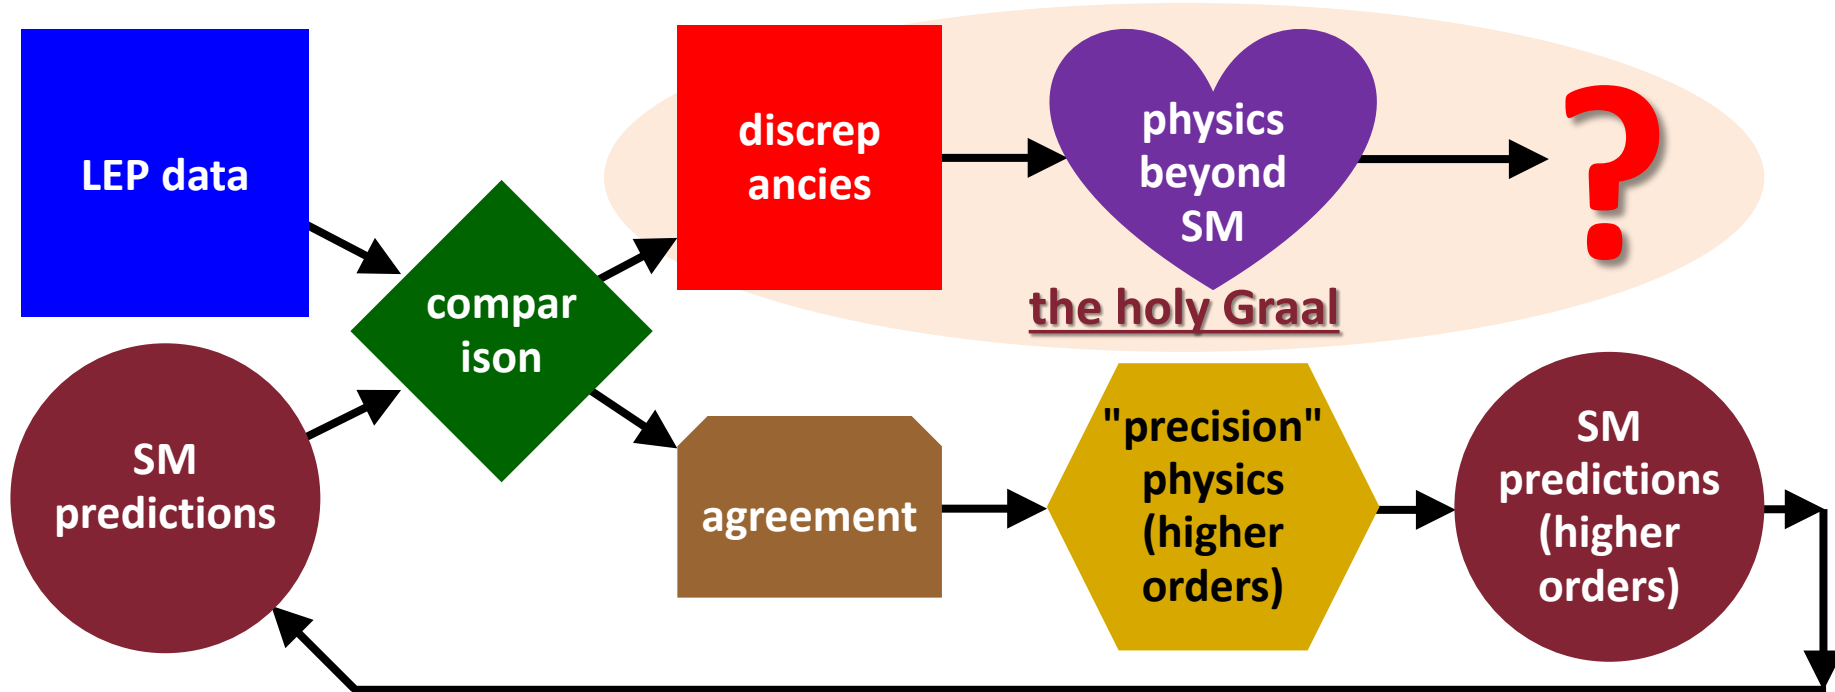 LEP data
discrep
ancies
physics
beyond
SM
?
the holy Graal
compar
ison
SM
predictions
agreement
"precision"
physics
(higher
orders)
SM
predictions
(higher
orders)